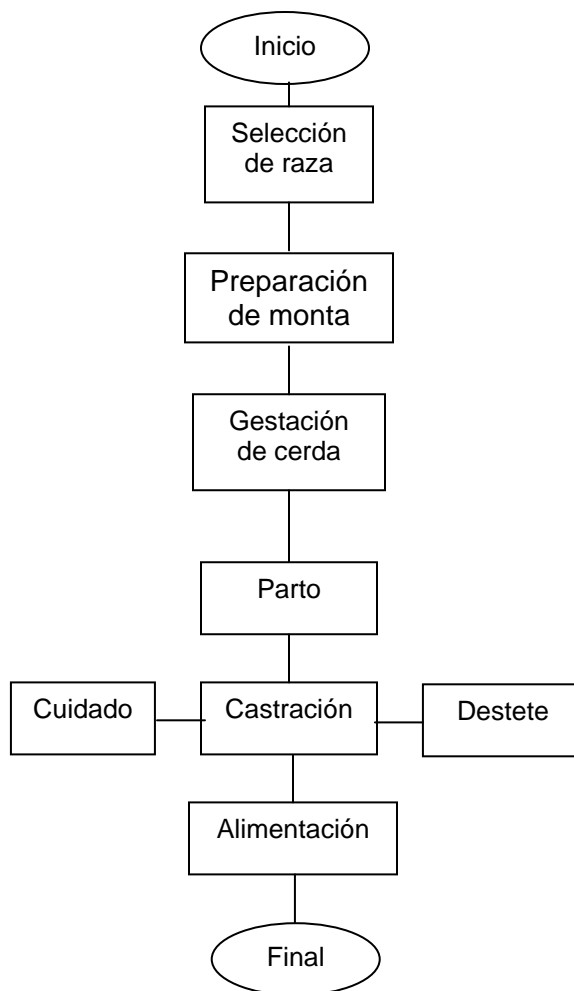 Inicio
Selección
de raza
Preparación
de monta
Gestación
de cerda
Parto
Cuidado
Castración
Destete
Alimentación
Final